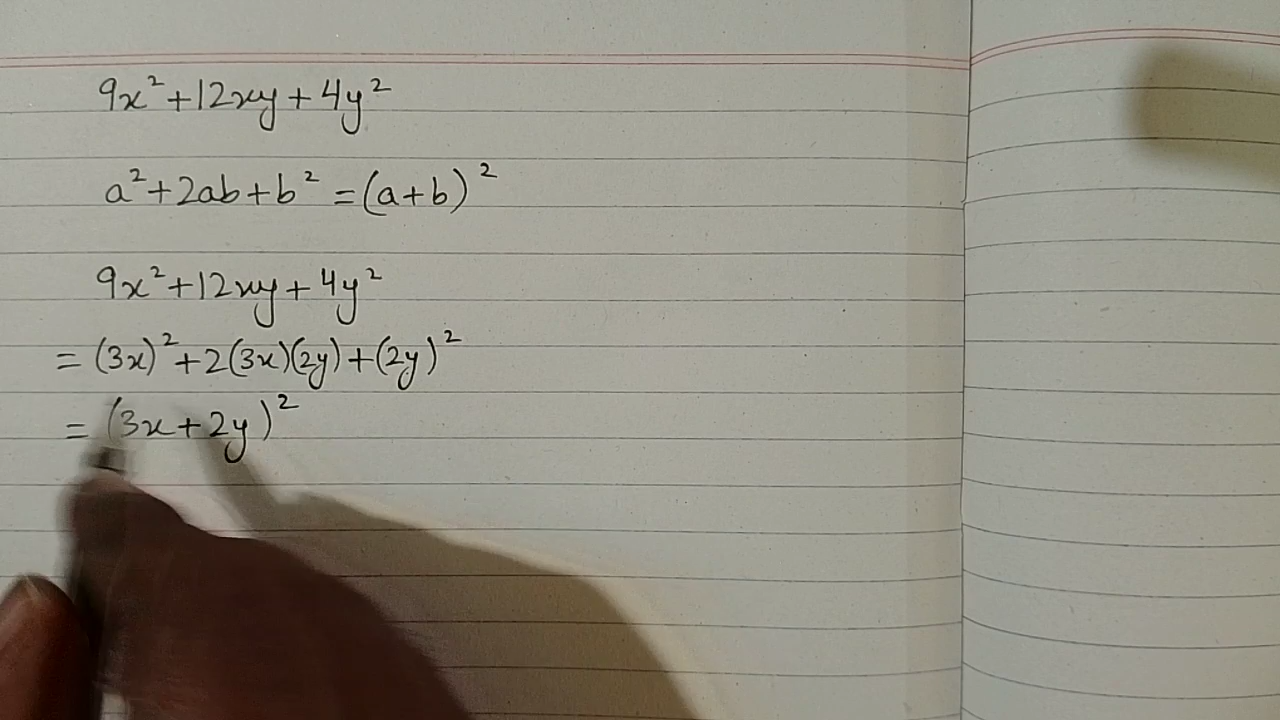 9x²+12xy+4y²
a²+2ab+b²=(a+b)²
9x²+12xy+4y²
=(3x)²+2(3x)(2y)+(2y)²
=(3x+2y)²